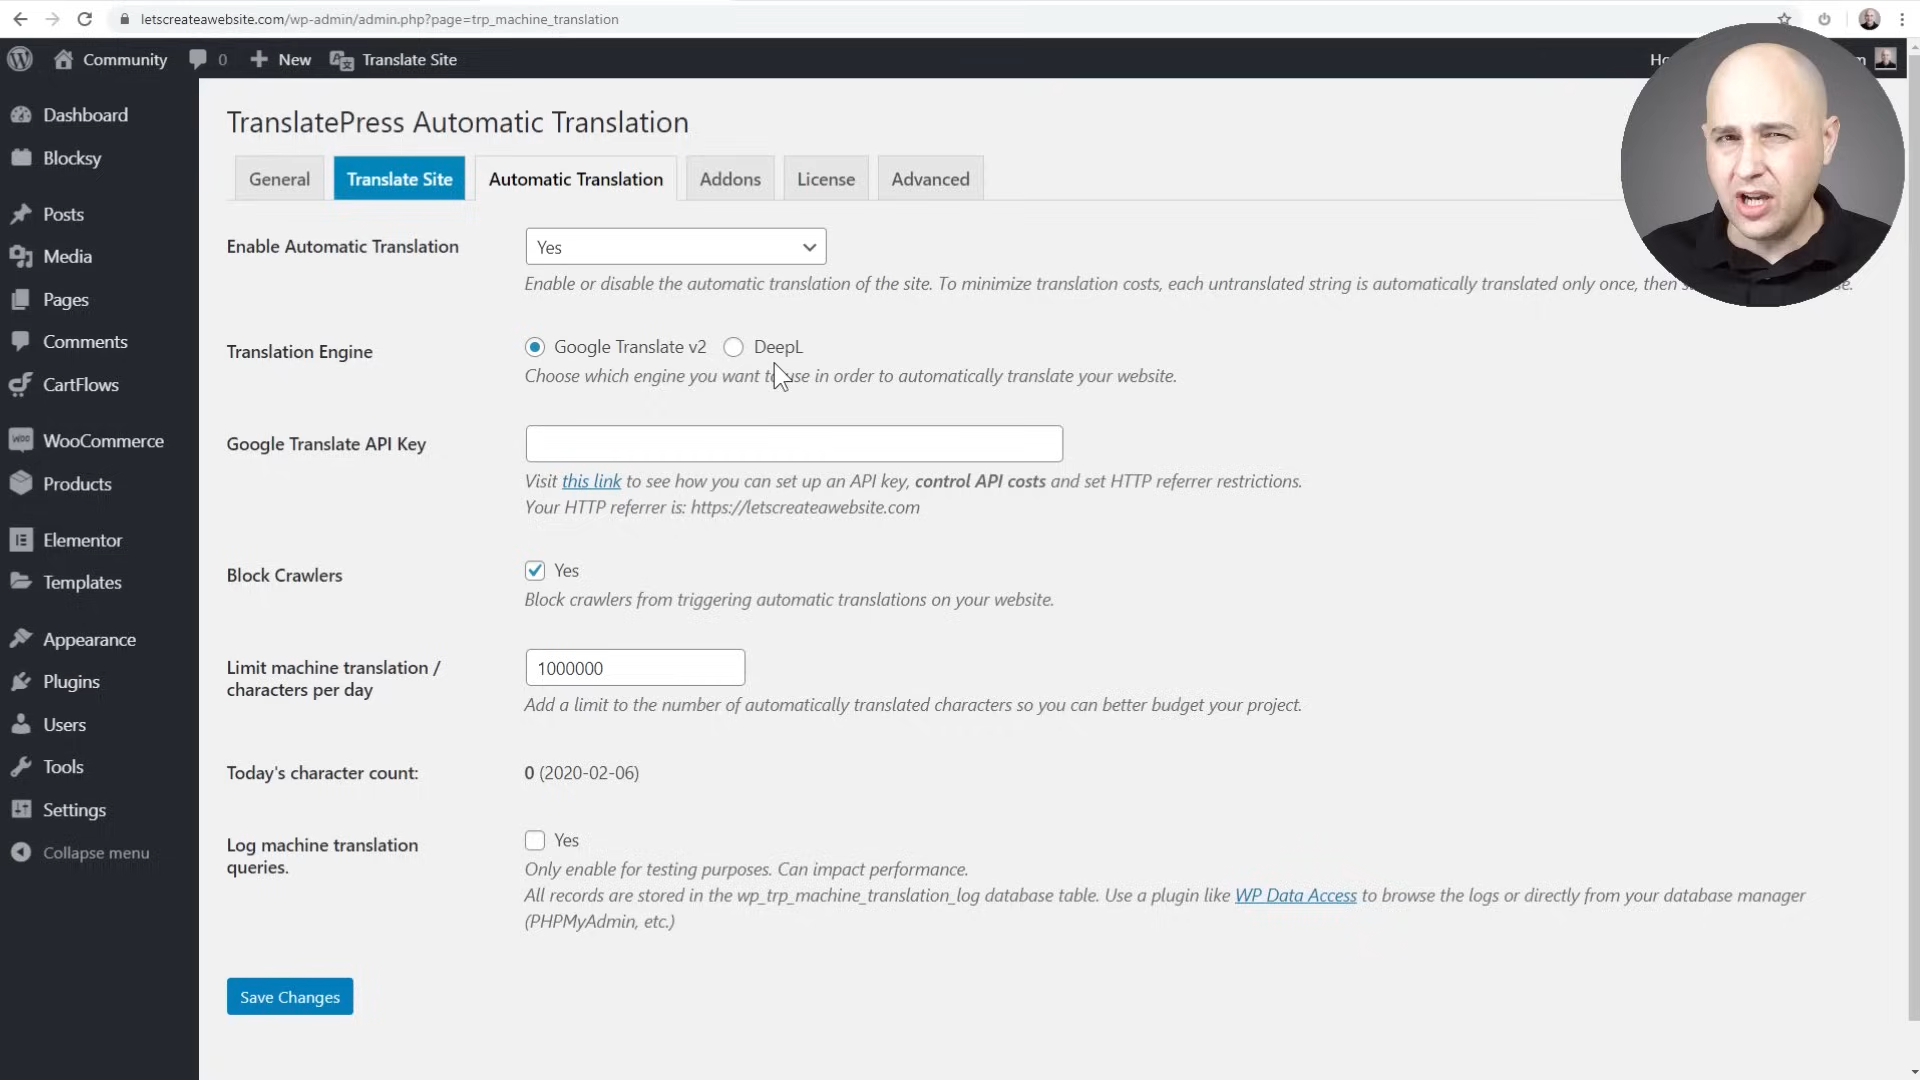 letscreateawebsite.com/wp-admin/admin.php?page=trp_machine_translation
Community 0 New Translate Site
Dashboard
Blocksy
Posts
Media
Pages
Comments
CartFlows
WooCommerce
Products
Elementor
Templates
Appearance
Plugins
Users
Tools
Settings
Collapse menu
TranslatePress Automatic Translation
General Translate Site Automatic Translation Addons License Advanced
Enable Automatic Translation
Yes
Enable or disable the automatic translation of the site. To minimize translation costs, each untranslated string is automatically translated only once, then
Translation Engine
Google Translate v2 DeepL
Choose which engine you want to use in order to automatically translate your website.
Google Translate API Key
Visit this link to see how you can set up an API key, control API costs and set HTTP referrer restrictions.
Your HTTP referrer is: https://letscreateawebsite.com
Block Crawlers
Yes
Block crawlers from triggering automatic translations on your website.
Limit machine translation /
characters per day
1000000
Add a limit to the number of automatically translated characters so you can better budget your project.
Today's character count:
0 (2020-02-06)
Log machine translation
queries.
Yes
Only enable for testing purposes. Can impact performance.
All records are stored in the wp_trp_machine_translation_log database table. Use a plugin like WP Data Access to browse the logs or directly from your database manager
(PHPMyAdmin, etc.)
Save Changes